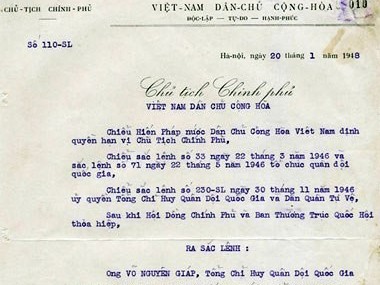 CHỦ-TỊCH CHÍNH-PHỦ
VIỆT-NAM DÂN-CHỦ CỘNG-HÒA
ĐỘC-LẬP - TỰ-DO - HẠNH-PHÚC
Số 110-SL
Hà-nội, ngày 20 tháng 1 năm 1948
Chủ tịch Chính phủ
VIỆT NAM DÂN CHỦ CỘNG HÒA
Chiểu Hiến Pháp nước Dân Chủ Cộng Hòa Việt Nam định
quyền hạn vị Chủ Tịch Chính Phủ,
Chiểu sắc lệnh số 33 ngày 22 tháng 3 năm 1946 và
sắc lệnh số 71 ngày 22 tháng 5 năm 1946 tổ chức quân đội
quốc gia,
Chiểu sắc lệnh số 230-SL ngày 30 tháng 11 năm 1946
uỷ quyền Tổng Chỉ Huy Quân Đội Quốc Gia và Dân Quân Tự Vệ,
Sau khi Hội Đồng Chính Phủ và Ban Thường Trực Quốc Hội
thỏa hiệp,
RA SẮC LỆNH :
Ông VÕ NGUYÊN GIÁP, Tổng Chỉ Huy Quân Đội Quốc Gia